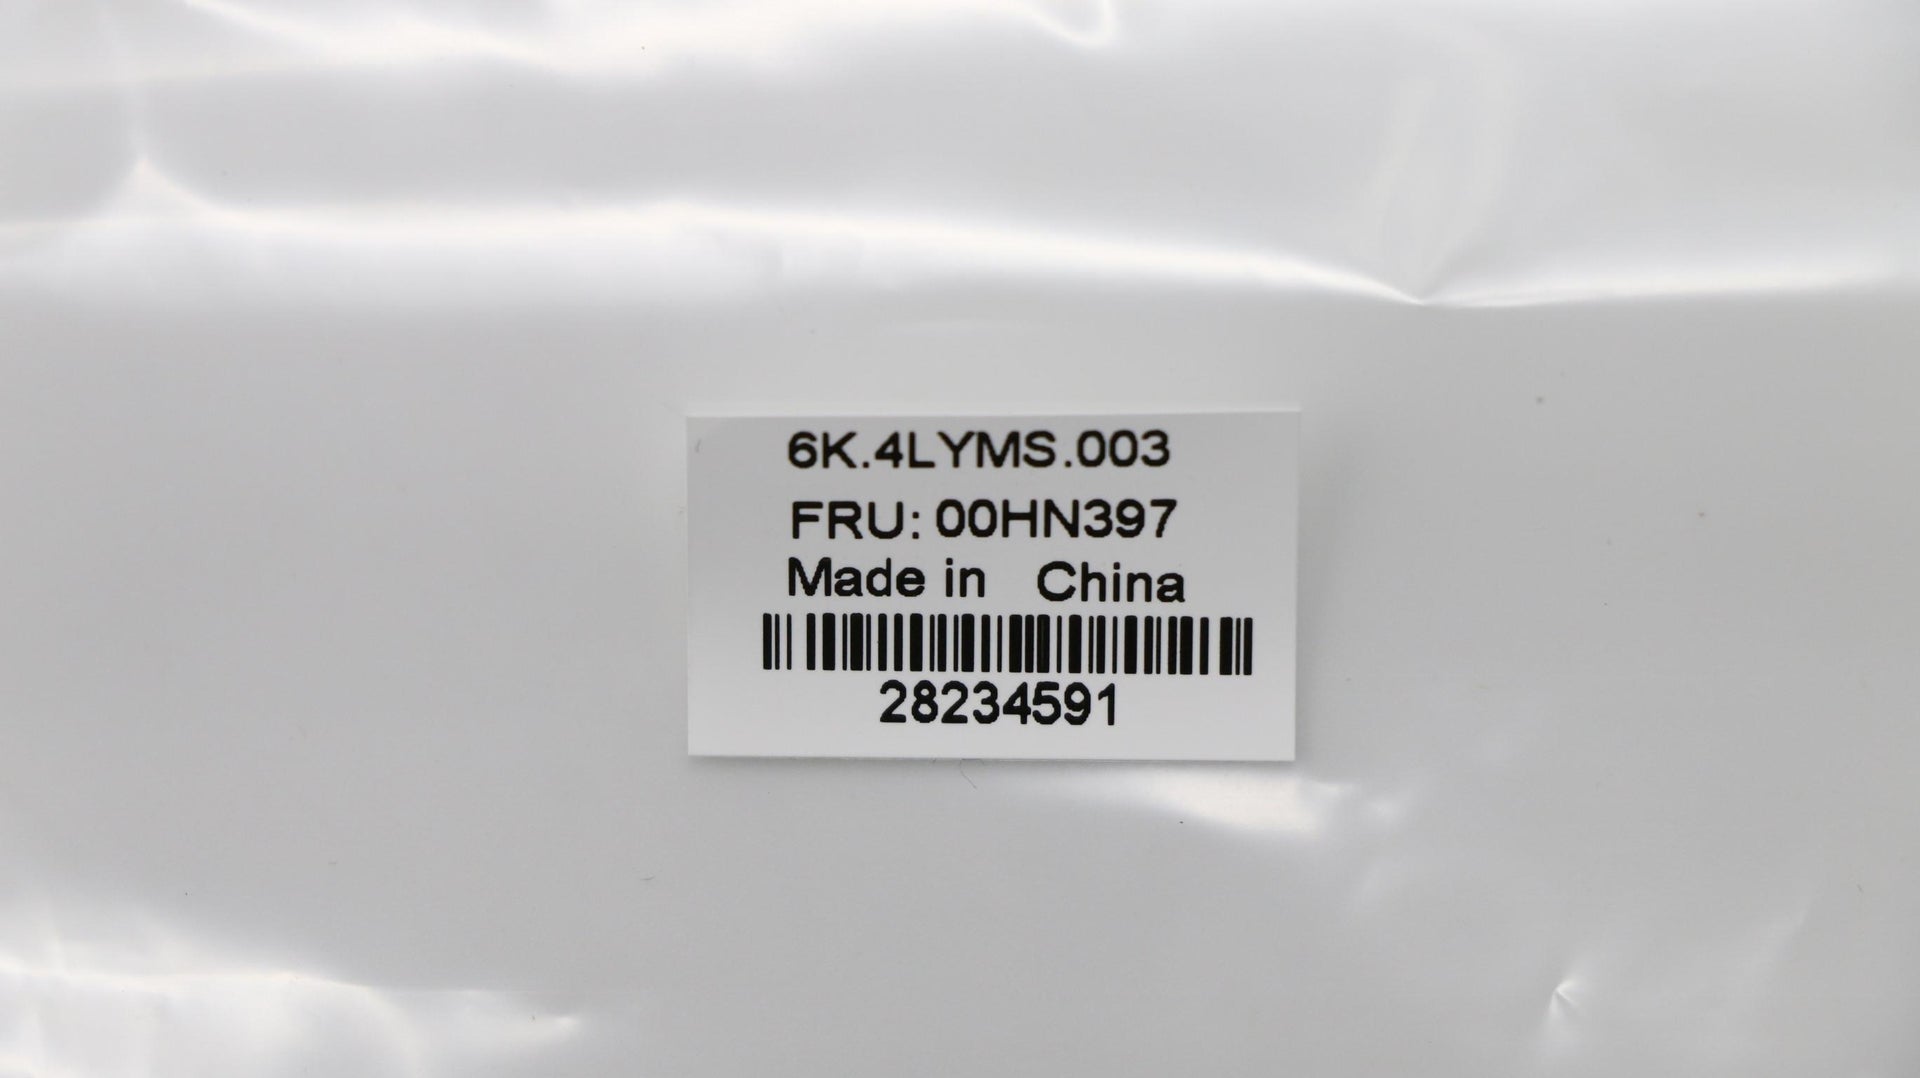 6K.4LYMS.003
FRU: 00HN397
Made in China
28234591